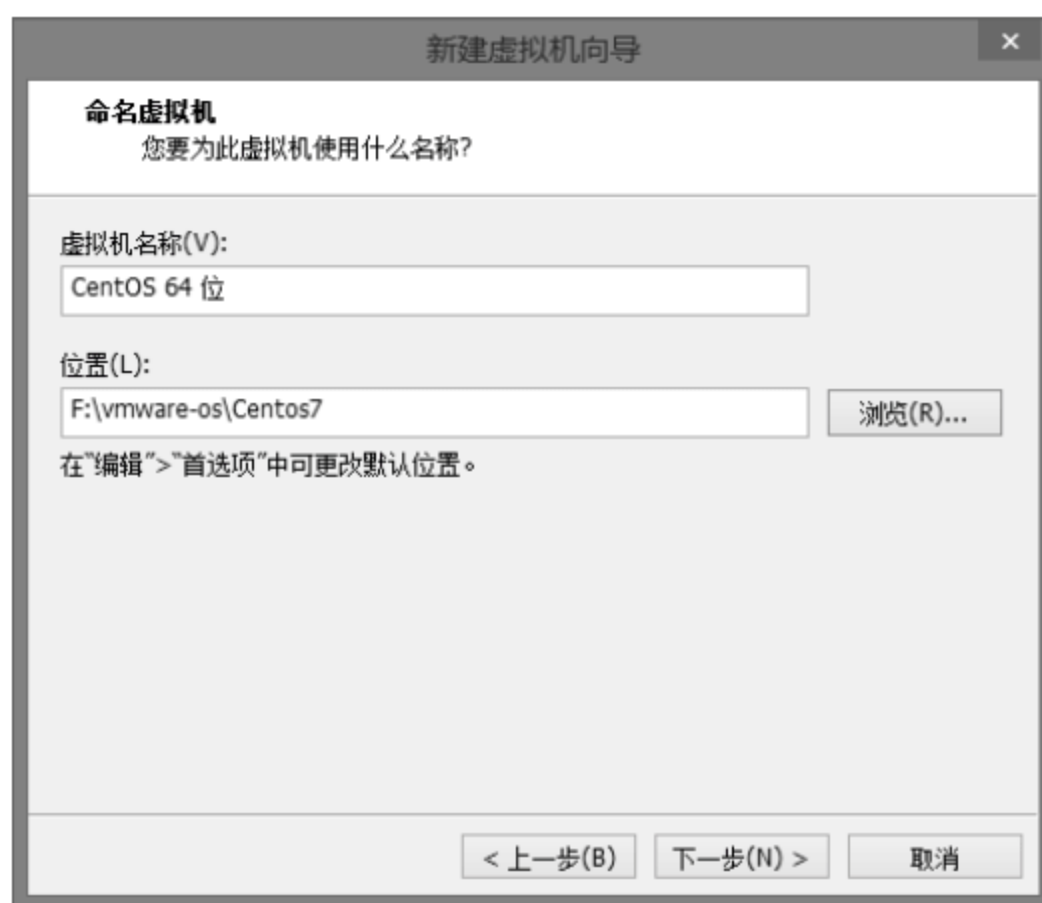 新建虚拟机向导
×
命名虚拟机
您要为此虚拟机使用什么名称?
虚拟机名称(V):
CentOS 64 位
位置(L):
F:\vmware-os\Centos7
浏览(R)...
在"编辑">"首选项"中可更改默认位置。
< 上一步(B) 下一步(N) > 取消